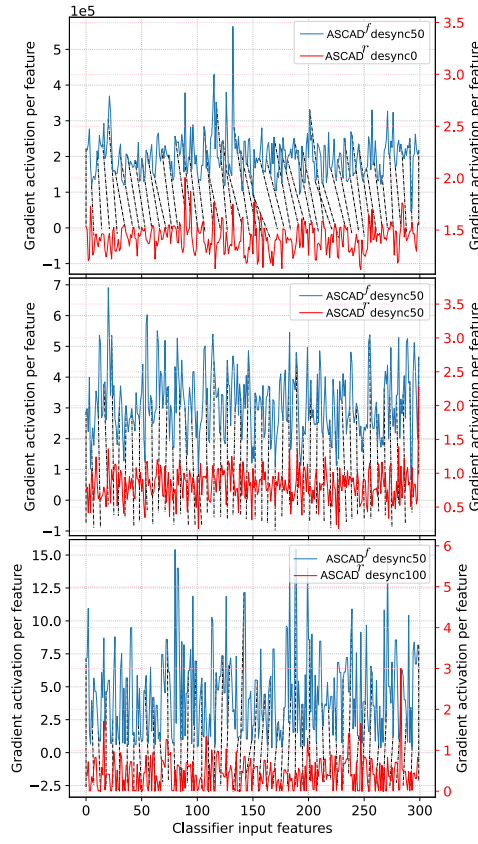 1e5
ASCAD^f desync50
ASCAD^r desync0
Gradient activation per feature
5
4
3
2
1
0
−1
3.5
3.0
2.5
2.0
1.5
Gradient activation per feature
ASCAD^f desync50
ASCAD^r desync50
Gradient activation per feature
7
6
5
4
3
2
1
0
−1
3.5
3.0
2.5
2.0
1.5
1.0
0.5
Gradient activation per feature
ASCAD^f desync50
ASCAD^r desync100
Gradient activation per feature
15.0
12.5
10.0
7.5
5.0
2.5
0.0
−2.5
6
5
4
3
2
1
0
Gradient activation per feature
0 50 100 150 200 250 300
Classifier input features